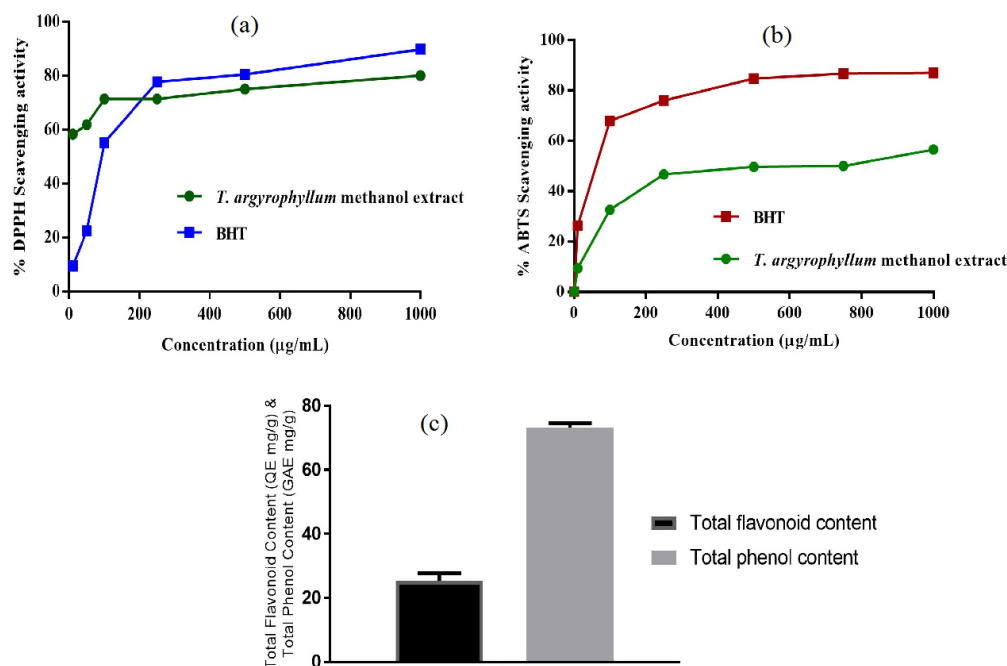 (a)
% DPPH Scavenging activity
100
80
60
40
20
0
0
200
400
600
800
1000
Concentration (µg/mL)
T. argyrophyllum methanol extract
BHT
(b)
% ABTS Scavenging activity
100
80
60
40
20
0
0
200
400
600
800
1000
Concentration (µg/mL)
BHT
T. argyrophyllum methanol extract
(c)
Total Flavonoid Content (QE mg/g) &
Total Phenol Content (GAE mg/g)
80
60
40
20
0
Total flavonoid content
Total phenol content